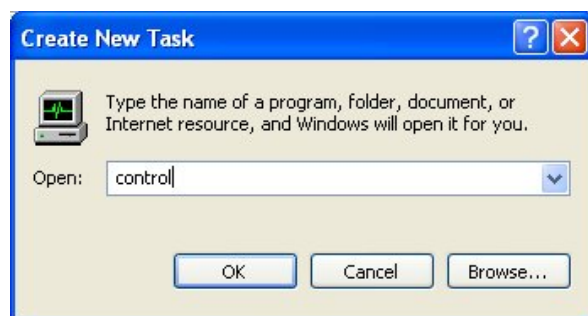 Create New Task
Type the name of a program, folder, document, or
Internet resource, and Windows will open it for you.
Open: control
OK Cancel Browse...